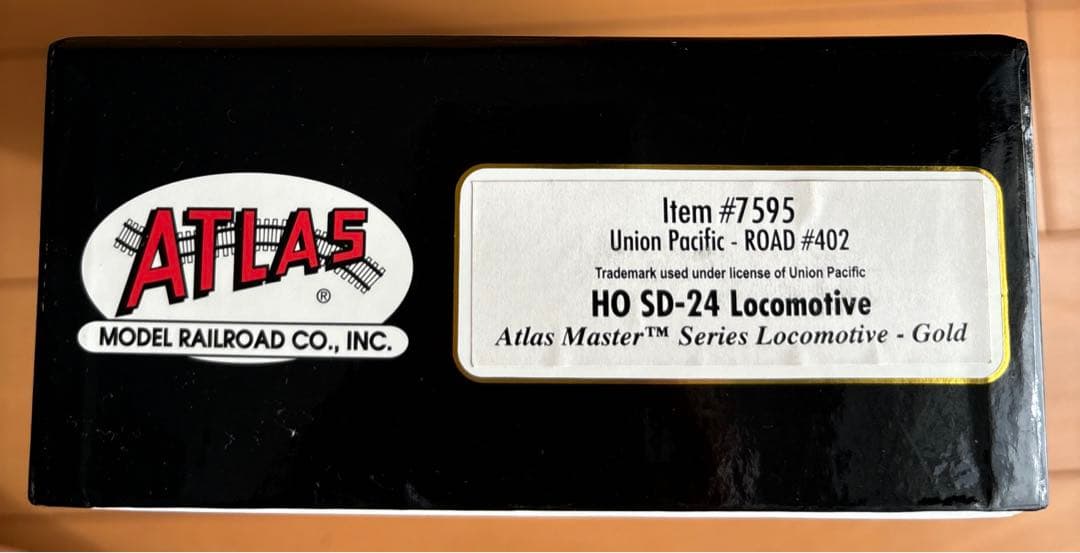 ATLAS
®
MODEL RAILROAD CO., INC.
Item #7595
Union Pacific - ROAD #402
Trademark used under license of Union Pacific
HO SD-24 Locomotive
Atlas Master™ Series Locomotive - Gold